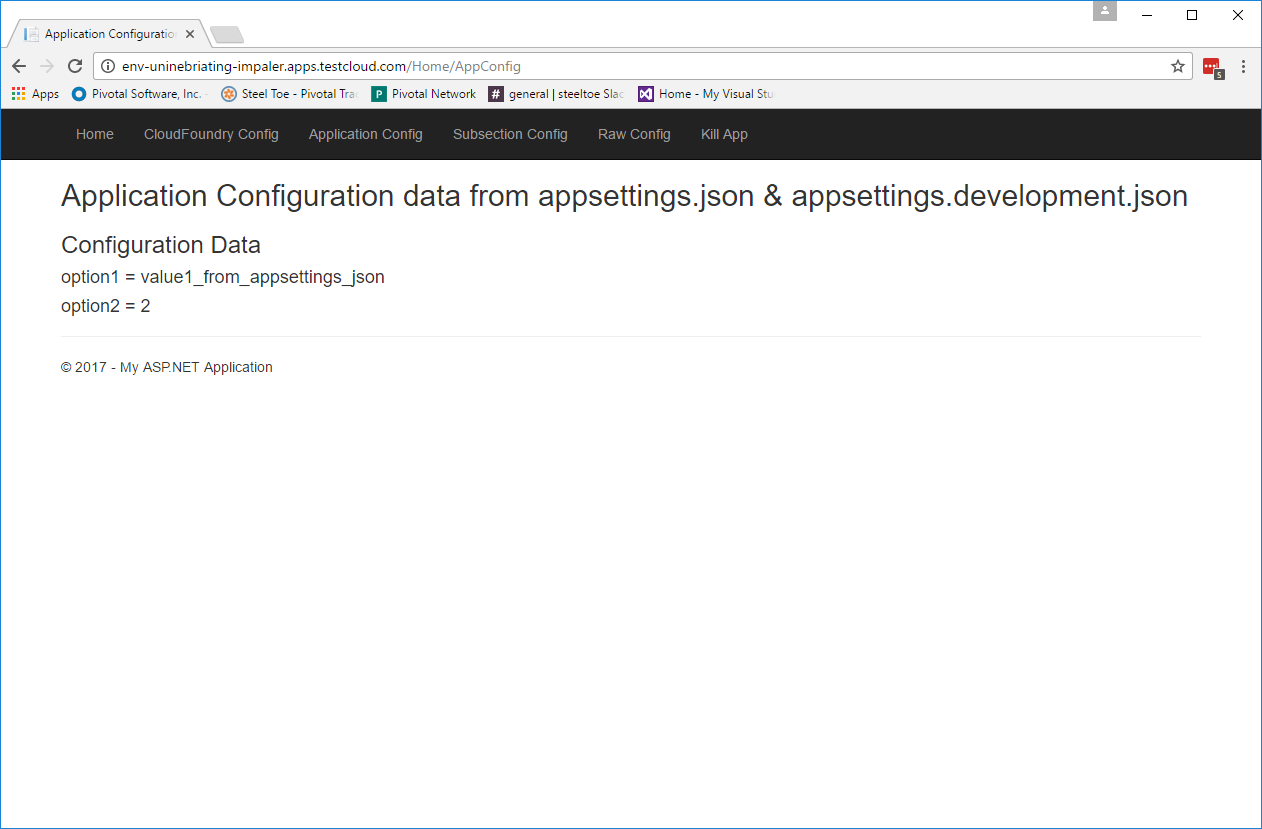 Application Configuration
env-uninebriating-impaler.apps.testcloud.com/Home/AppConfig
5
Apps Pivotal Software, Inc. Steel Toe - Pivotal Tra Pivotal Network general | steeltoe Slac Home - My Visual Stu
Home CloudFoundry Config Application Config Subsection Config Raw Config Kill App
Application Configuration data from appsettings.json & appsettings.development.json
Configuration Data
option1 = value1_from_appsettings_json
option2 = 2
© 2017 - My ASP.NET Application